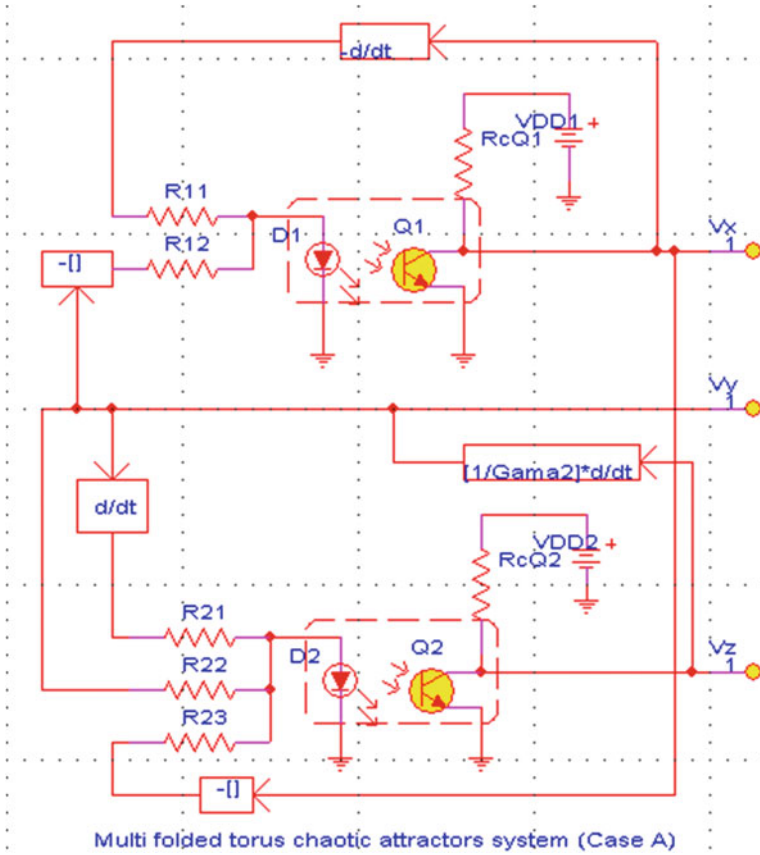 -d/dt
VDD1 +
RcQ1
R11
D1
Q1
Vx
1
R12
-[]
Vy
1
[1/Gama2]*d/dt
d/dt
VDD2 +
RcQ2
R21
D2
Q2
Vz
1
R22
R23
-[]
Multi folded torus chaotic attractors system (Case A)